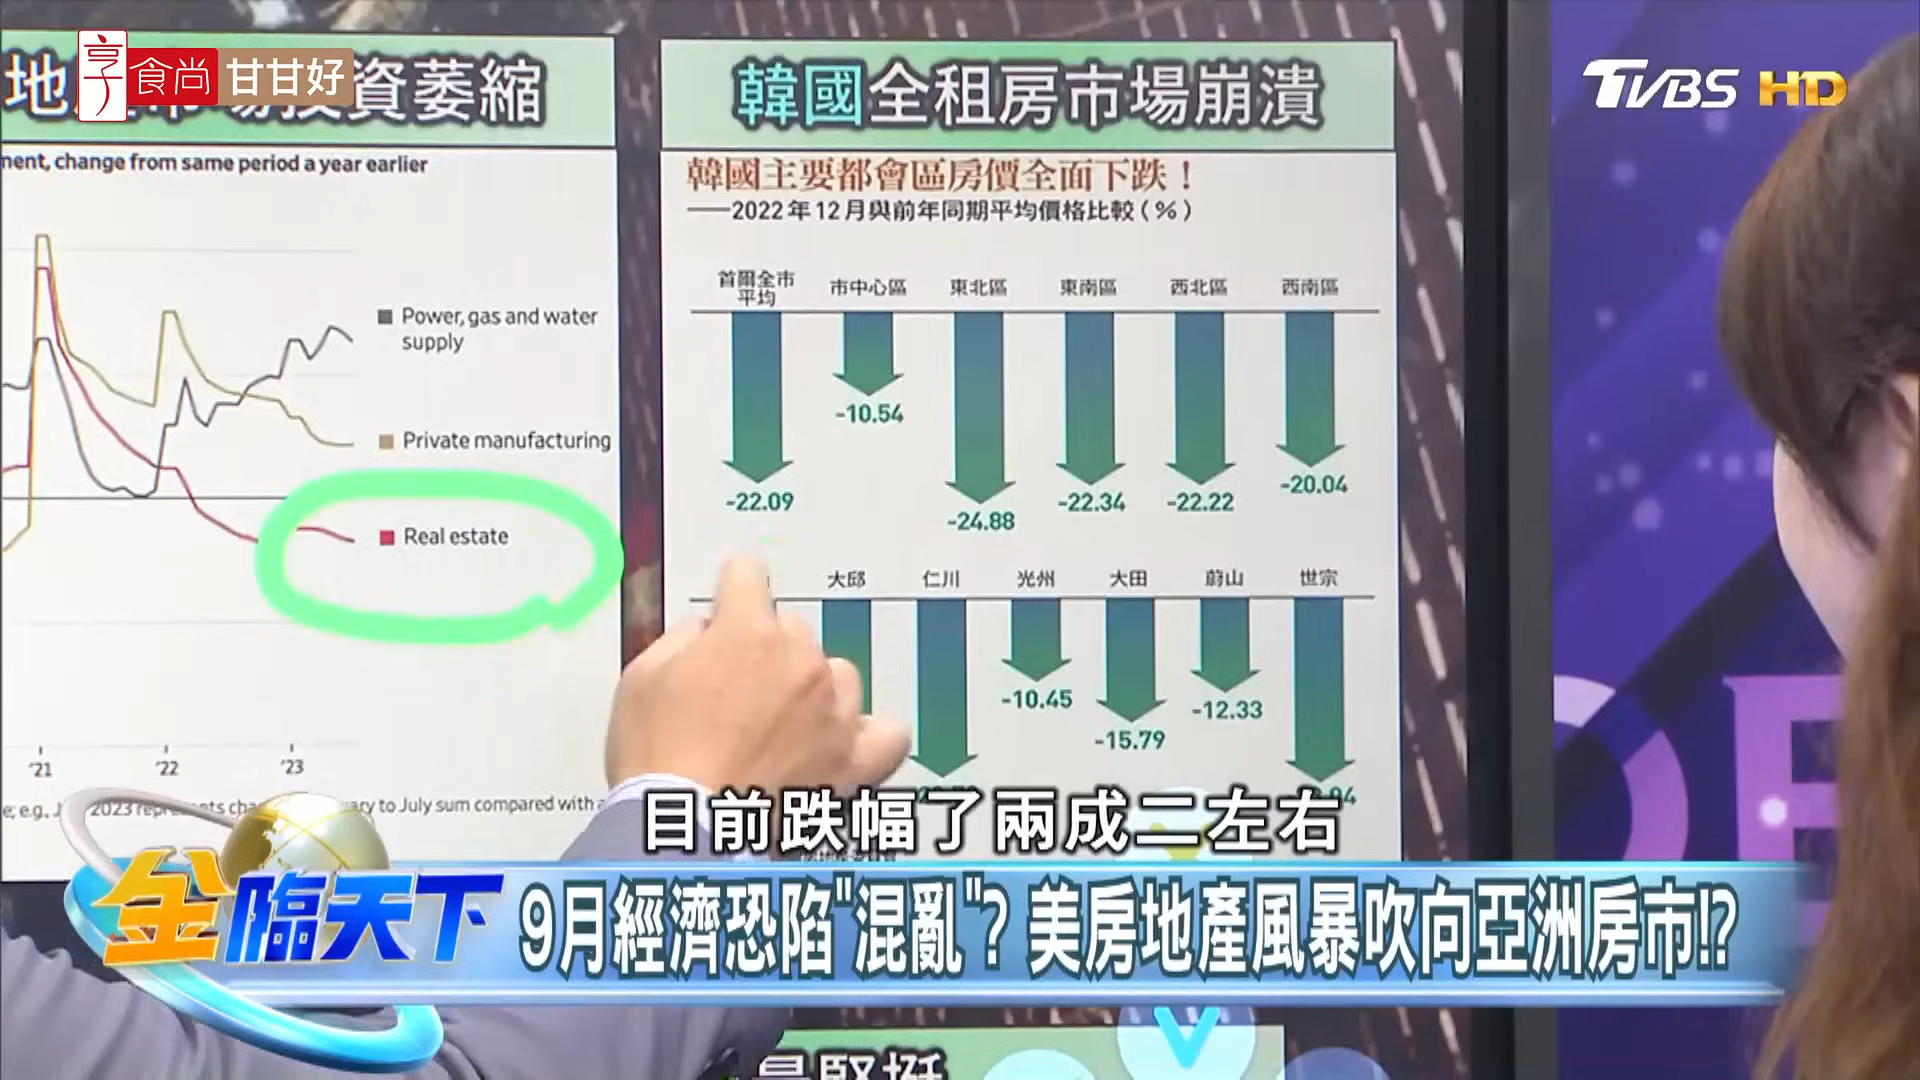 享 食尚 甘甘好
TVBS HD
地 資萎縮
ment, change from same period a year earlier
Power, gas and water
supply
Private manufacturing
Real estate
'21 '22 '23
韓國全租房市場崩潰
韓國主要都會區房價全面下跌！
——2022年12月與前年同期平均價格比較（%）
首爾全市
平均
市中心區 東北區 東南區 西北區 西南區
-22.09 -10.54 -24.88 -22.34 -22.22 -20.04
大邱 仁川 光州 大田 蔚山 世宗
-10.45 -15.79 -12.33
to July sum compared with a
目前跌幅了兩成二左右
金臨天下
9月經濟恐陷"混亂"? 美房地產風暴吹向亞洲房市!?